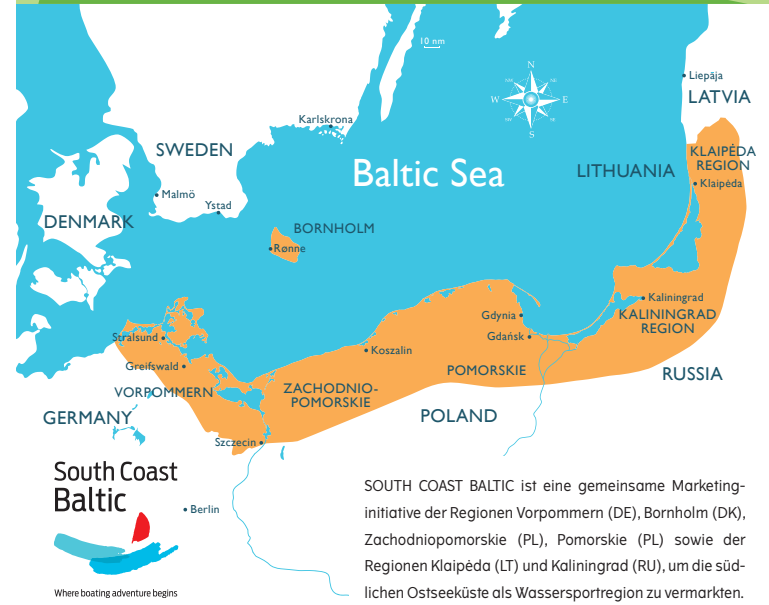 10 nm
N
NW
NE
W
E
SW
SE
S
Liepāja
LATVIA
Karlskrona
SWEDEN
Baltic Sea
LITHUANIA
KLAIPĖDA
REGION
Klaipėda
Malmö
Ystad
DENMARK
BORNHOLM
Rønne
Kaliningrad
KALININGRAD
REGION
Gdynia
Gdańsk
Stralsund
Koszalin
Greifswald
POMORSKIE
RUSSIA
VORPOMMERN
ZACHODNIO-
POMORSKIE
GERMANY
POLAND
Szczecin
South Coast
Baltic
Berlin
Where boating adventure begins
SOUTH COAST BALTIC ist eine gemeinsame Marketing-
initiative der Regionen Vorpommern (DE), Bornholm (DK),
Zachodniopomorskie (PL), Pomorskie (PL) sowie der
Regionen Klaipėda (LT) und Kaliningrad (RU), um die süd-
lichen Ostseeküste als Wassersportregion zu vermarkten.